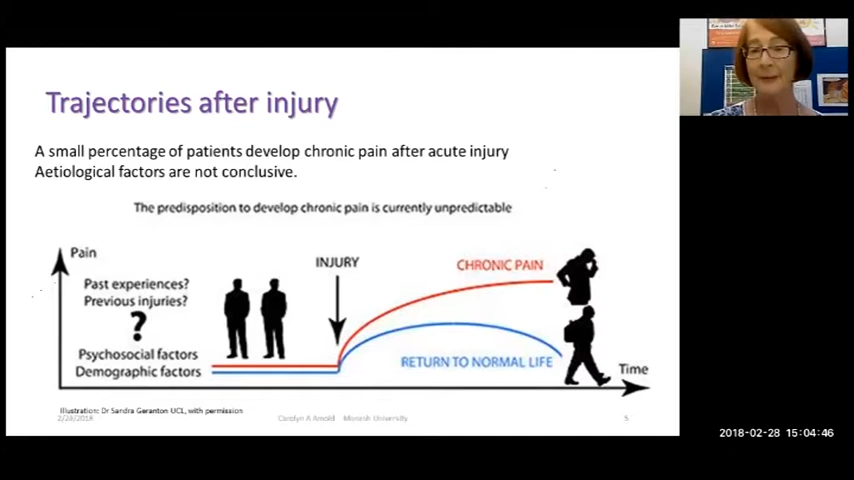 Trajectories after injury
A small percentage of patients develop chronic pain after acute injury
Aetiological factors are not conclusive.
The predisposition to develop chronic pain is currently unpredictable
Pain
Past experiences?
Previous injuries?
?
Psychosocial factors
Demographic factors
INJURY
CHRONIC PAIN
RETURN TO NORMAL LIFE
Time
Illustration: Dr Sandra Geranton UCL, with permission
2/28/2018
Carolyn A Arnold Monash University
5
2018-02-28 15:04:46